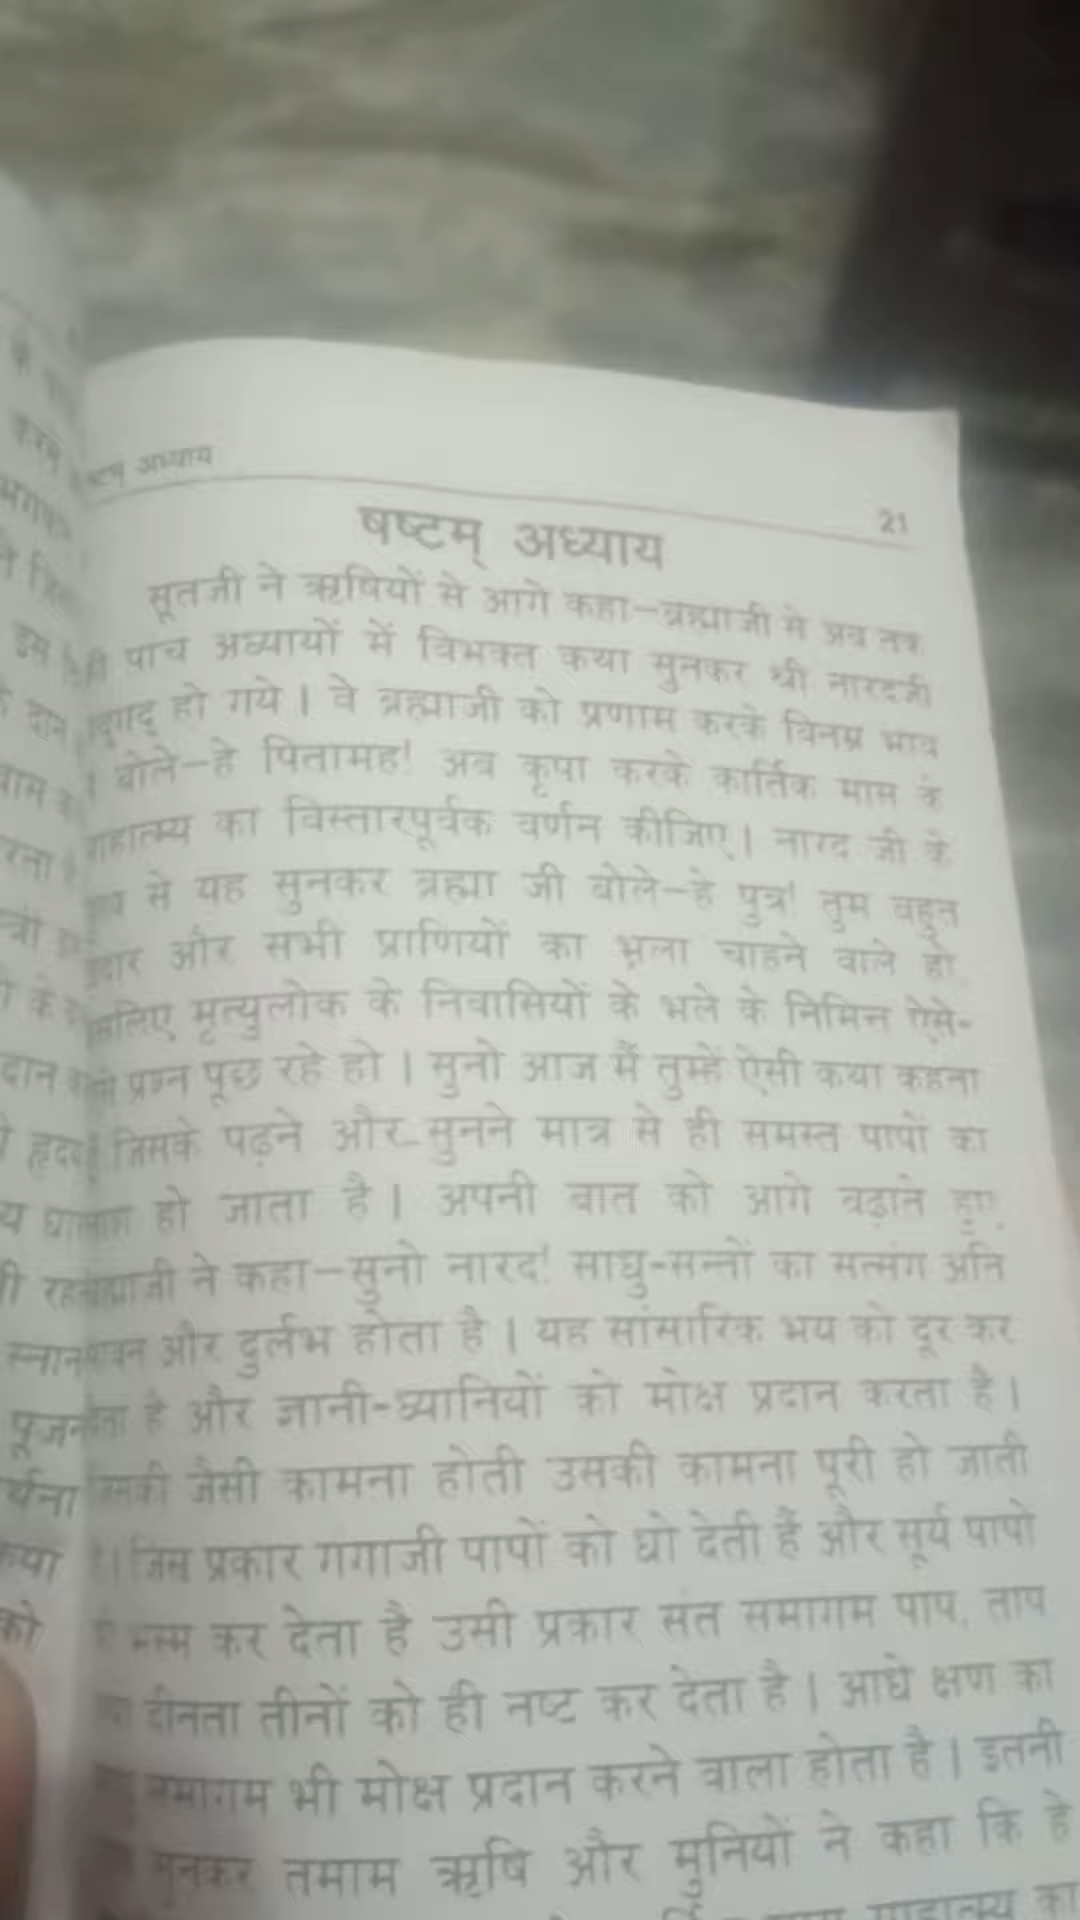 अध्याय
21
षष्टम् अध्याय
सूतजी ने ऋषियों से आगे कहा—ब्रह्माजी से अब तक
पांच अध्यायों में विभक्त कथा सुनकर श्री नारदजी
हो गये। वे ब्रह्माजी को प्रणाम करके विनम्र भाव
बोले—हे पितामह! अब कृपा करके कार्तिक मास के
माहात्म्य का विस्तारपूर्वक वर्णन कीजिए। नारद जी के
से यह सुनकर ब्रह्मा जी बोले—हे पुत्र! तुम बहुत
और सभी प्राणियों का भला चाहने वाले हो
मृत्युलोक के निवासियों के भले के निमित्त ऐसे-
प्रश्न पूछ रहे हो। सुनो आज मैं तुम्हें ऐसी कथा कहता
जिसके पढ़ने और सुनने मात्र से ही समस्त पापों का
हो जाता है। अपनी बात को आगे बढ़ाते हुए
ने कहा—सुनो नारद! साधु-सन्तों का सत्संग अति
और दुर्लभ होता है। यह सांसारिक भय को दूर कर
है और ज्ञानी-ध्यानियों को मोक्ष प्रदान करता है।
जैसी कामना होती उसकी कामना पूरी हो जाती
। जिस प्रकार गंगाजी पापों को धो देती हैं और सूर्य पापो
भस्म कर देता है उसी प्रकार संत समागम पाप, ताप
दीनता तीनों को ही नष्ट कर देता है। आधे क्षण का
समागम भी मोक्ष प्रदान करने वाला होता है। इतनी
सुनकर तमाम ऋषि और मुनियों ने कहा कि हे
माहात्म्य का